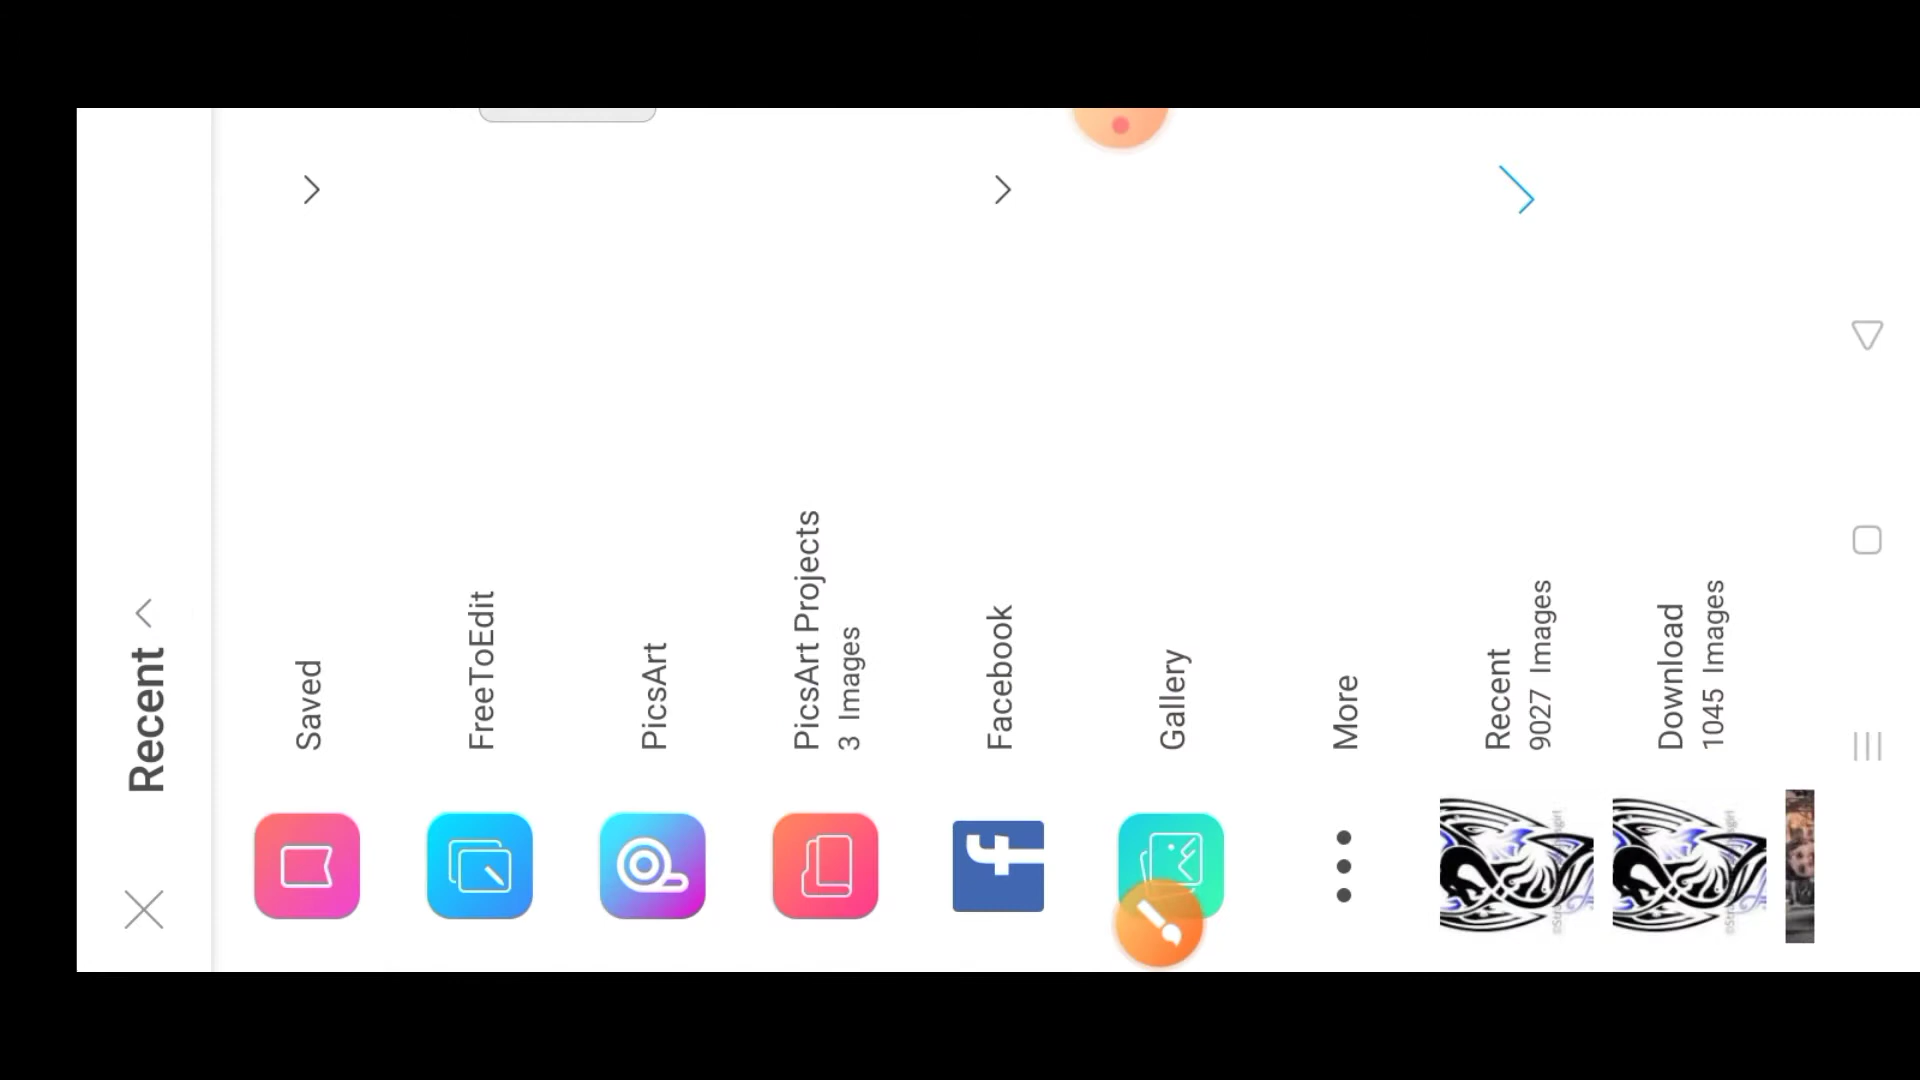 Recent
Saved
FreeToEdit
PicsArt
PicsArt Projects
3 Images
Facebook
Gallery
More
Recent
9027 Images
Download
1045 Images